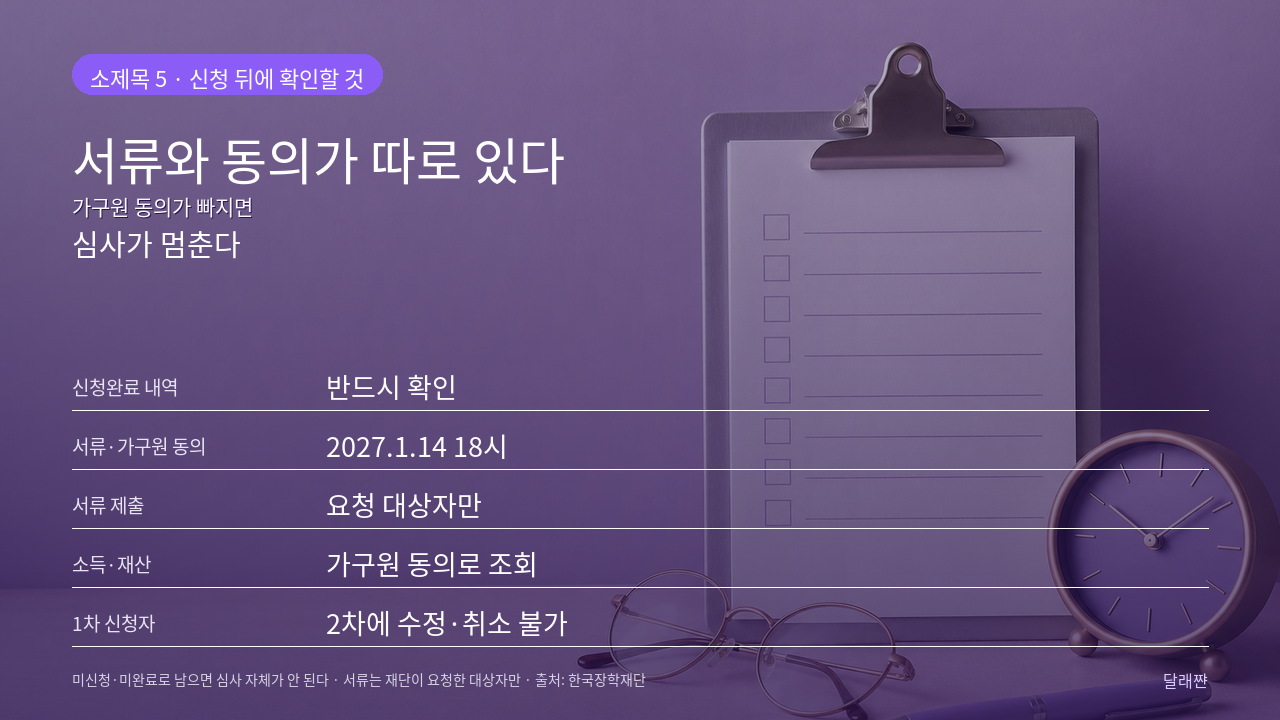 소제목 5 · 신청 뒤에 확인할 것
서류와 동의가 따로 있다
가구원 동의가 빠지면
심사가 멈춘다
신청완료 내역 반드시 확인
서류·가구원 동의 2027.1.14 18시
서류 제출 요청 대상자만
소득·재산 가구원 동의로 조회
1차 신청자 2차에 수정·취소 불가
미신청·미완료로 남으면 심사 자체가 안 된다 · 서류는 재단이 요청한 대상자만 · 출처: 한국장학재단
달래쨘